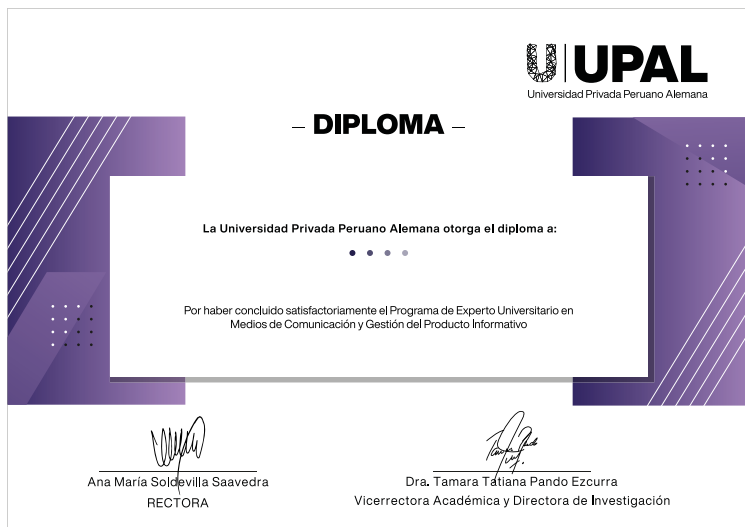 UPAL
Universidad Privada Peruano Alemana
– DIPLOMA –
La Universidad Privada Peruano Alemana otorga el diploma a:
Por haber concluido satisfactoriamente el Programa de Experto Universitario en
Medios de Comunicación y Gestión del Producto Informativo
Ana María Soldevilla Saavedra
RECTORA
Dra. Tamara Tatiana Pando Ezcurra
Vicerrectora Académica y Directora de Investigación